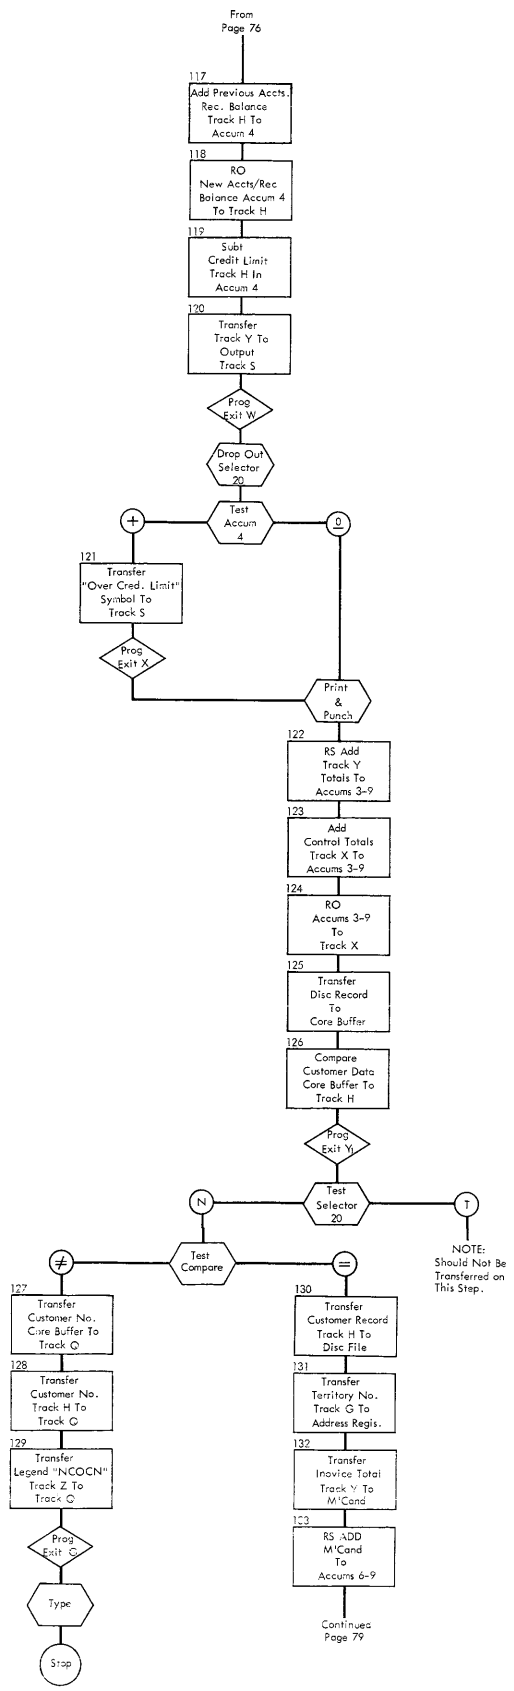 From
Page 76
117
Add Previous Accts.
Rec. Balance
Track H To
Accum 4
118
RO
New Accts/Rec
Balance Accum 4
To Track H
119
Subt
Credit Limit
Track H In
Accum 4
120
Transfer
Track Y To
Output
Track S
Prog
Exit W
Drop Out
Selector
20
Test
Accum
4
+
0
121
Transfer
"Over Cred. Limit"
Symbol To
Track S
Prog
Exit X
Print
&
Punch
122
RS Add
Track Y
Totals To
Accums 3-9
123
Add
Control Totals
Track X To
Accums 3-9
124
RO
Accums 3-9
To
Track X
125
Transfer
Disc Record
To
Core Buffer
126
Compare
Customer Data
Core Buffer To
Track H
Prog
Exit Y
Test
Selector
20
N
T
NOTE:
Should Not Be
Transferred on
This Step.
Test
Compare
≠
=
127
Transfer
Customer No.
Core Buffer To
Track Q
128
Transfer
Customer No.
Track H To
Track Q
129
Transfer
Legend "NCOCN"
Track Z To
Track Q
Prog
Exit
Type
Stop
130
Transfer
Customer Record
Track H To
Disc File
131
Transfer
Territory No.
Track G To
Address Regis.
132
Transfer
Inovice Total
Track Y To
M'Cand
133
RS ADD
M'Cand
To
Accums 6-9
Continued
Page 79